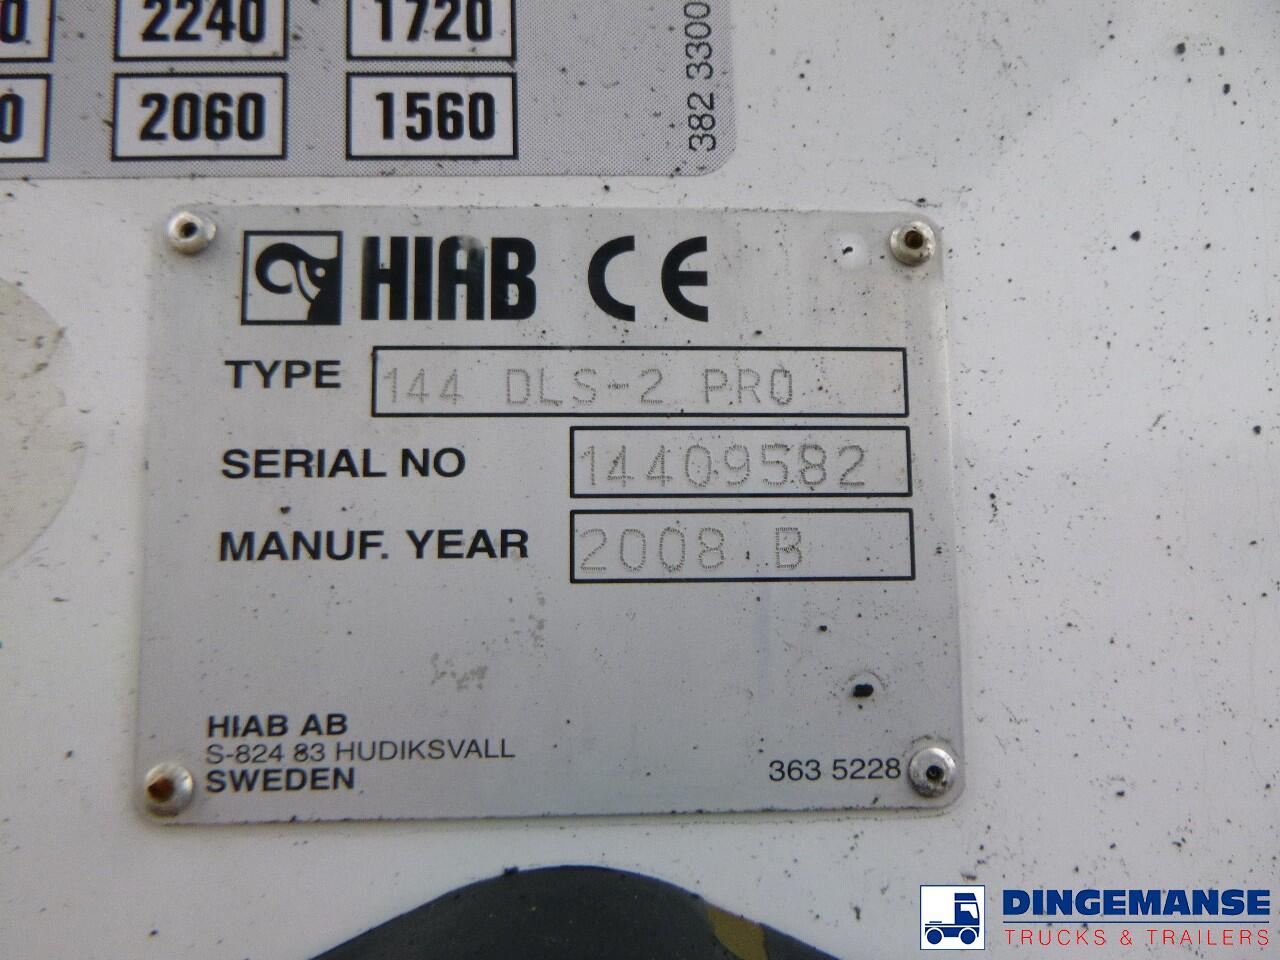 2240 1720
2060 1560
382 3300
HIAB CE
TYPE 144 DLS-2 PRO
SERIAL NO 14409582
MANUF. YEAR 2008 B
HIAB AB
S-824 83 HUDIKSVALL
SWEDEN
363 5228
DINGEMANSE
TRUCKS & TRAILERS